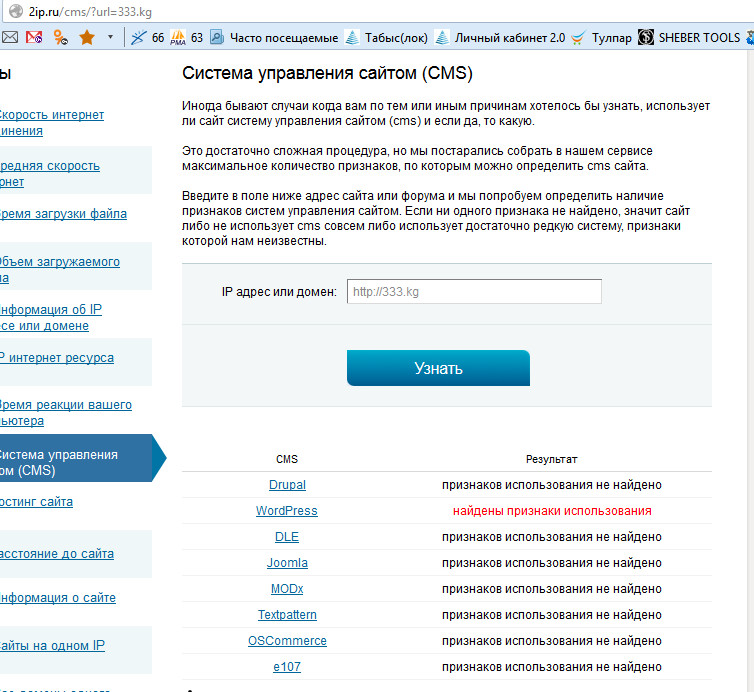 2ip.ru/cms/?url=333.kg
66 PMA 63 Часто посещаемые Табыс(лок) Личный кабинет 2.0 Тулпар SHEBER TOOLS
ы
Система управления сайтом (CMS)
Иногда бывают случаи когда вам по тем или иным причинам хотелось бы узнать, использует
ли сайт систему управления сайтом (cms) и если да, то какую.
Это достаточно сложная процедура, но мы постарались собрать в нашем сервисе
максимальное количество признаков, по которым можно определить cms сайта.
Введите в поле ниже адрес сайта или форума и мы попробуем определить наличие
признаков систем управления сайтом. Если ни одного признака не найдено, значит сайт
либо не использует cms совсем либо использует достаточно редкую систему, признаки
которой нам неизвестны.
IP адрес или домен: http://333.kg
Узнать
CMS Результат
Drupal признаков использования не найдено
WordPress найдены признаки использования
DLE признаков использования не найдено
Joomla признаков использования не найдено
MODx признаков использования не найдено
Textpattern признаков использования не найдено
OSCommerce признаков использования не найдено
e107 признаков использования не найдено
корость интернет
инения
редняя скорость
рнет
ремя загрузки файла
бъем загружаемого
ла
нформация об IP
есе или домене
P интернет ресурса
ремя реакции вашего
ьютера
истема управления
ом (CMS)
остинг сайта
асстояние до сайта
нформация о сайте
айты на одном IP